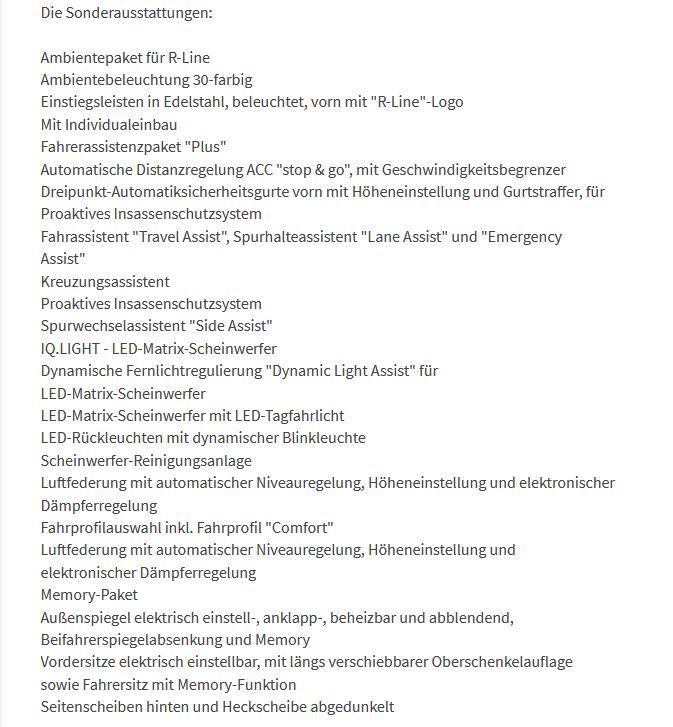 Die Sonderausstattungen:
Ambientepaket für R-Line
Ambientebeleuchtung 30-farbig
Einstiegsleisten in Edelstahl, beleuchtet, vorn mit "R-Line"-Logo
Mit Individualeinbau
Fahrerassistenzpaket "Plus"
Automatische Distanzregelung ACC "stop & go", mit Geschwindigkeitsbegrenzer
Dreipunkt-Automatiksicherheitsgurte vorn mit Höheneinstellung und Gurtstraffer, für
Proaktives Insassenschutzsystem
Fahrassistent "Travel Assist", Spurhalteassistent "Lane Assist" und "Emergency
Assist"
Kreuzungsassistent
Proaktives Insassenschutzsystem
Spurwechselassistent "Side Assist"
IQ.LIGHT - LED-Matrix-Scheinwerfer
Dynamische Fernlichtregulierung "Dynamic Light Assist" für
LED-Matrix-Scheinwerfer
LED-Matrix-Scheinwerfer mit LED-Tagfahrlicht
LED-Rückleuchten mit dynamischer Blinkleuchte
Scheinwerfer-Reinigungsanlage
Luftfederung mit automatischer Niveauregelung, Höheneinstellung und elektronischer
Dämpferregelung
Fahrprofilauswahl inkl. Fahrprofil "Comfort"
Luftfederung mit automatischer Niveauregelung, Höheneinstellung und
elektronischer Dämpferregelung
Memory-Paket
Außenspiegel elektrisch einstell-, anklapp-, beheizbar und abblendend,
Beifahrerspiegelabsenkung und Memory
Vordersitze elektrisch einstellbar, mit längs verschiebbarer Oberschenkelauflage
sowie Fahrersitz mit Memory-Funktion
Seitenscheiben hinten und Heckscheibe abgedunkelt